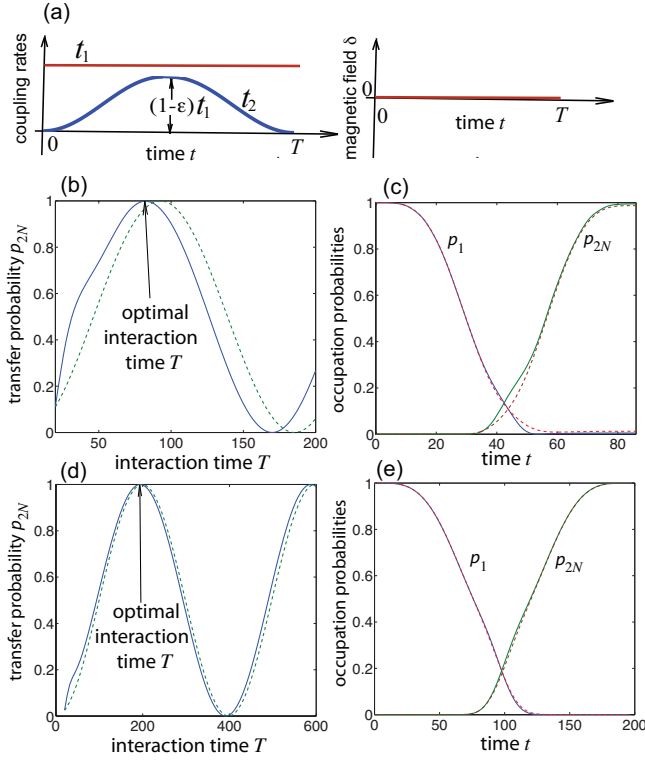 (a)
coupling rates
t₁
(1-ε)t₁
t₂
0
T
time t
magnetic field δ
0
0
time t
T
(b)
transfer probability p₂N
1
0.8
0.6
0.4
0.2
0
50
100
150
200
optimal
interaction
time T
interaction time T
(c)
occupation probabilities
1
0.8
0.6
0.4
0.2
0
0
20
40
60
80
p₁
p₂N
time t
(d)
transfer probability p₂N
1
0.8
0.6
0.4
0.2
0
0
200
400
600
optimal
interaction
time T
interaction time T
(e)
occupation probabilities
1
0.8
0.6
0.4
0.2
0
0
50
100
150
200
p₁
p₂N
time t